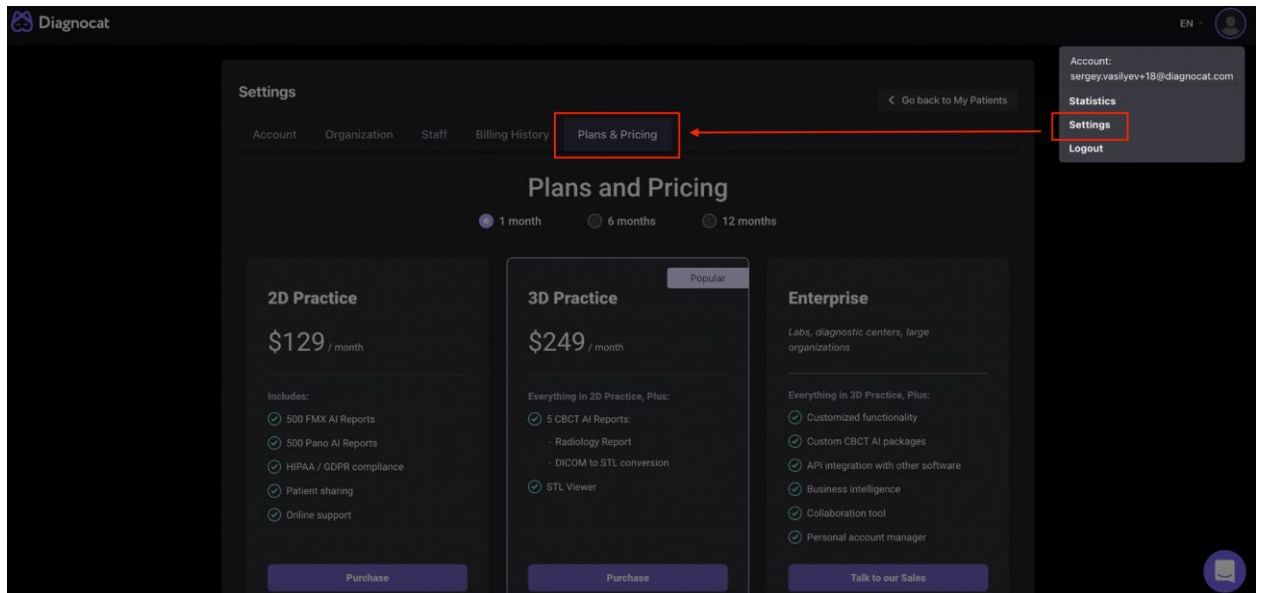 Diagnocat
EN
Account:
sergey.vasilyev+18@diagnocat.com
Statistics
Settings
Logout
Settings
Go back to My Patients
Account
Organization
Staff
Billing History
Plans & Pricing
Plans and Pricing
1 month
6 months
12 months
2D Practice
$129 / month
Includes:
500 FMX AI Reports
500 Pano AI Reports
HIPAA / GDPR compliance
Patient sharing
Online support
Purchase
Popular
3D Practice
$249 / month
Everything in 2D Practice, Plus:
5 CBCT AI Reports:
· Radiology Report
· DICOM to STL conversion
STL Viewer
Purchase
Enterprise
Labs, diagnostic centers, large
organizations
Everything in 3D Practice, Plus:
Customized functionality
Custom CBCT AI packages
API integration with other software
Business intelligence
Collaboration tool
Personal account manager
Talk to our Sales